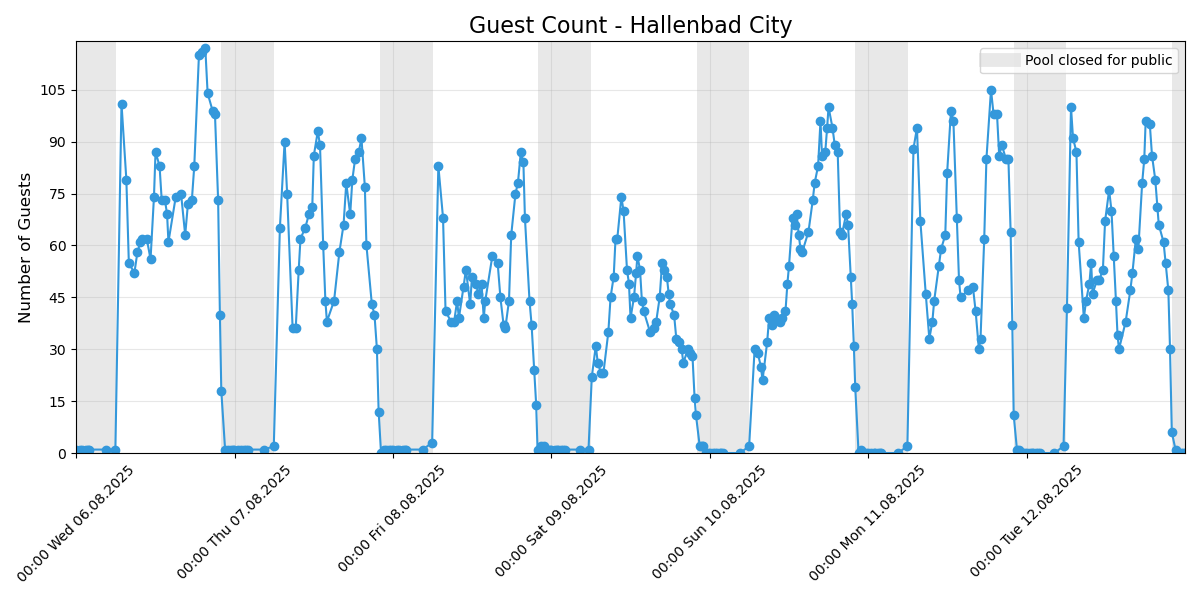 Guest Count - Hallenbad City
Pool closed for public
Number of Guests
105
90
75
60
45
30
15
0
00:00 Wed 06.08.2025
00:00 Thu 07.08.2025
00:00 Fri 08.08.2025
00:00 Sat 09.08.2025
00:00 Sun 10.08.2025
00:00 Mon 11.08.2025
00:00 Tue 12.08.2025